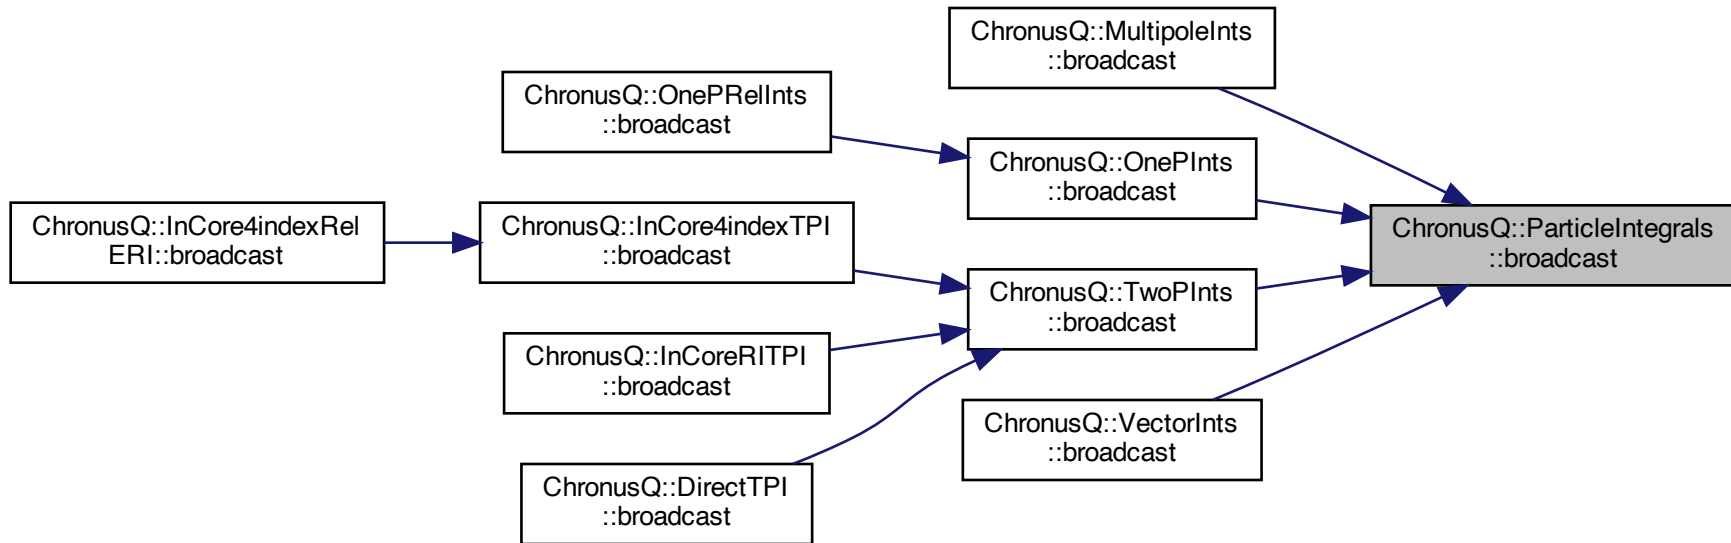 ChronusQ::MultipoleInts
::broadcast
ChronusQ::OnePRelInts
::broadcast
ChronusQ::OnePInts
::broadcast
ChronusQ::InCore4indexRel
ERI::broadcast
ChronusQ::InCore4indexTPI
::broadcast
ChronusQ::ParticleIntegrals
::broadcast
ChronusQ::TwoPInts
::broadcast
ChronusQ::InCoreRITPI
::broadcast
ChronusQ::VectorInts
::broadcast
ChronusQ::DirectTPI
::broadcast